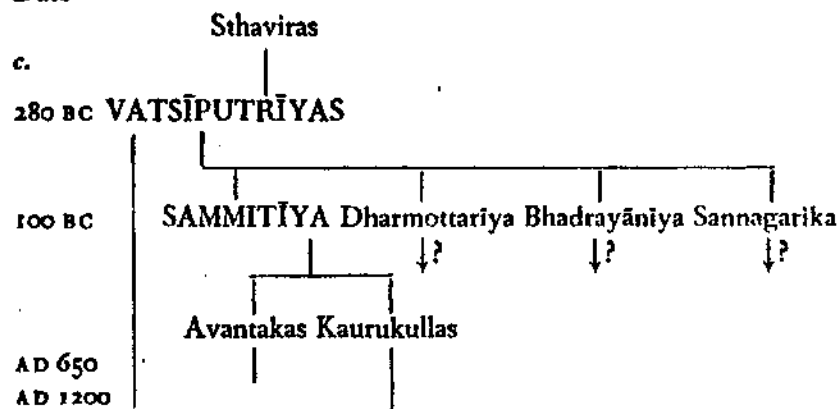 Sthaviras
c.
280 BC VATSĪPUTRĪYAS
100 BC SAMMITĪYA Dharmottarīya Bhadrayānīya Sannagarika
? ? ?
Avantakas Kaurukullas
AD 650
AD 1200